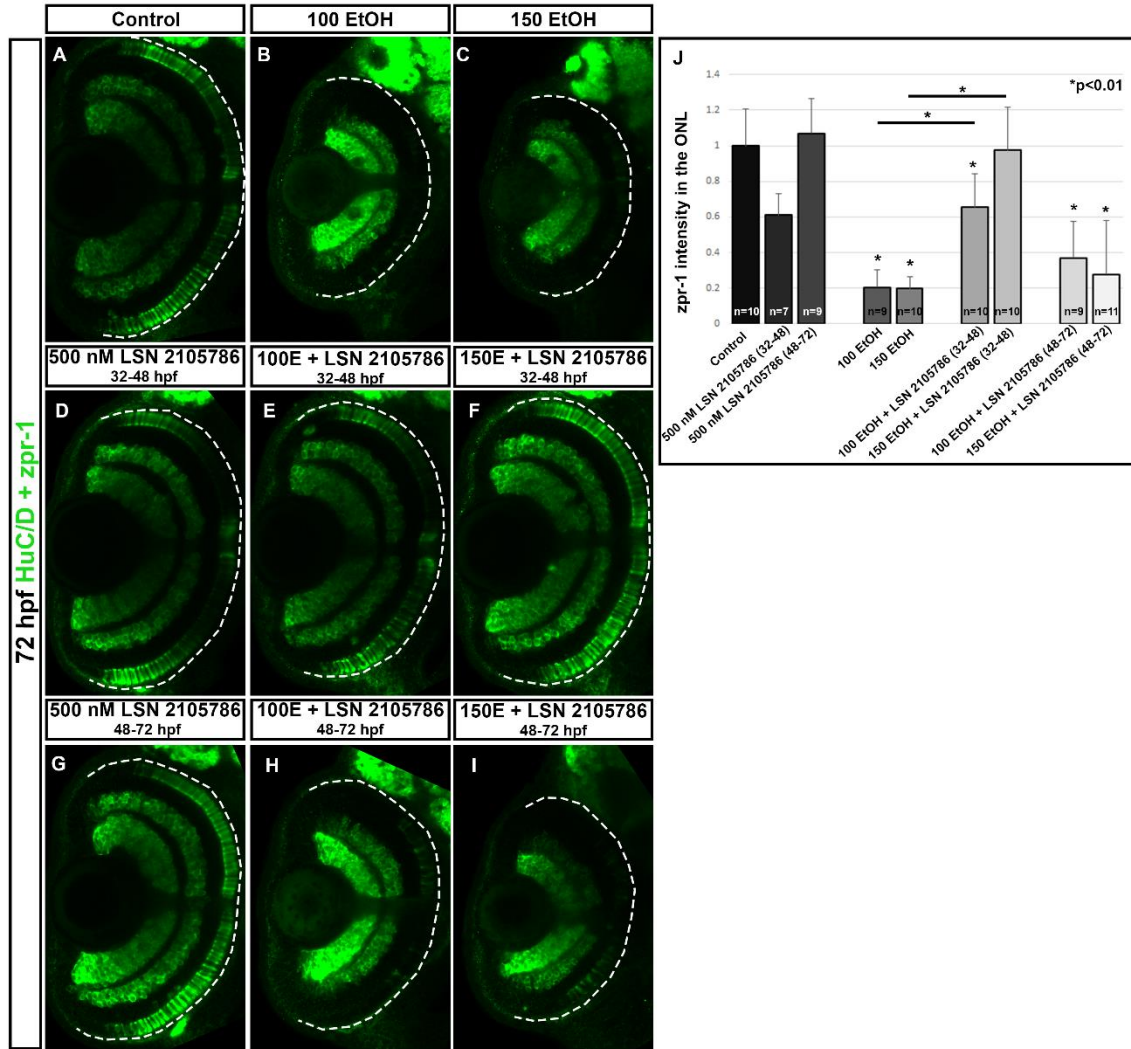 Control
100 EtOH
150 EtOH
72 hpf HuC/D + zpr-1
A
B
C
500 nM LSN 2105786
32-48 hpf
100E + LSN 2105786
32-48 hpf
150E + LSN 2105786
32-48 hpf
D
E
F
500 nM LSN 2105786
48-72 hpf
100E + LSN 2105786
48-72 hpf
150E + LSN 2105786
48-72 hpf
G
H
I
J
*p<0.01
zpr-1 intensity in the ONL
1.4
1.2
1
0.8
0.6
0.4
0.2
0
*
*
*
*
*
*
*
n=10
n=7
n=9
n=9
n=10
n=10
n=10
n=9
n=11
Control
500 nM LSN 2105786 (32-48)
500 nM LSN 2105786 (48-72)
100 EtOH
150 EtOH
100 EtOH + LSN 2105786 (32-48)
150 EtOH + LSN 2105786 (32-48)
100 EtOH + LSN 2105786 (48-72)
150 EtOH + LSN 2105786 (48-72)